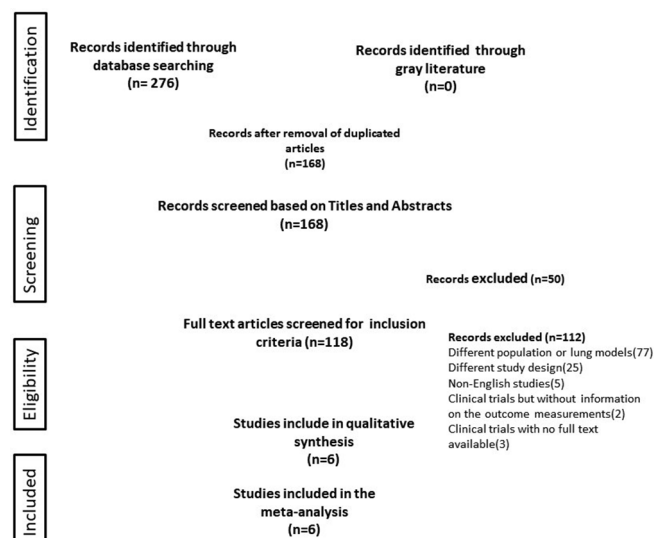 Identification
Records identified through
database searching
(n= 276)
Records identified through
gray literature
(n=0)
Records after removal of duplicated
articles
(n=168)
Screening
Records screened based on Titles and Abstracts
(n=168)
Records excluded (n=50)
Eligibility
Full text articles screened for inclusion
criteria (n=118)
Records excluded (n=112)
Different population or lung models(77)
Different study design(25)
Non-English studies(5)
Clinical trials but without information
on the outcome measurements(2)
Clinical trials with no full text
available(3)
Studies include in qualitative
synthesis
(n=6)
Included
Studies included in the
meta-analysis
(n=6)